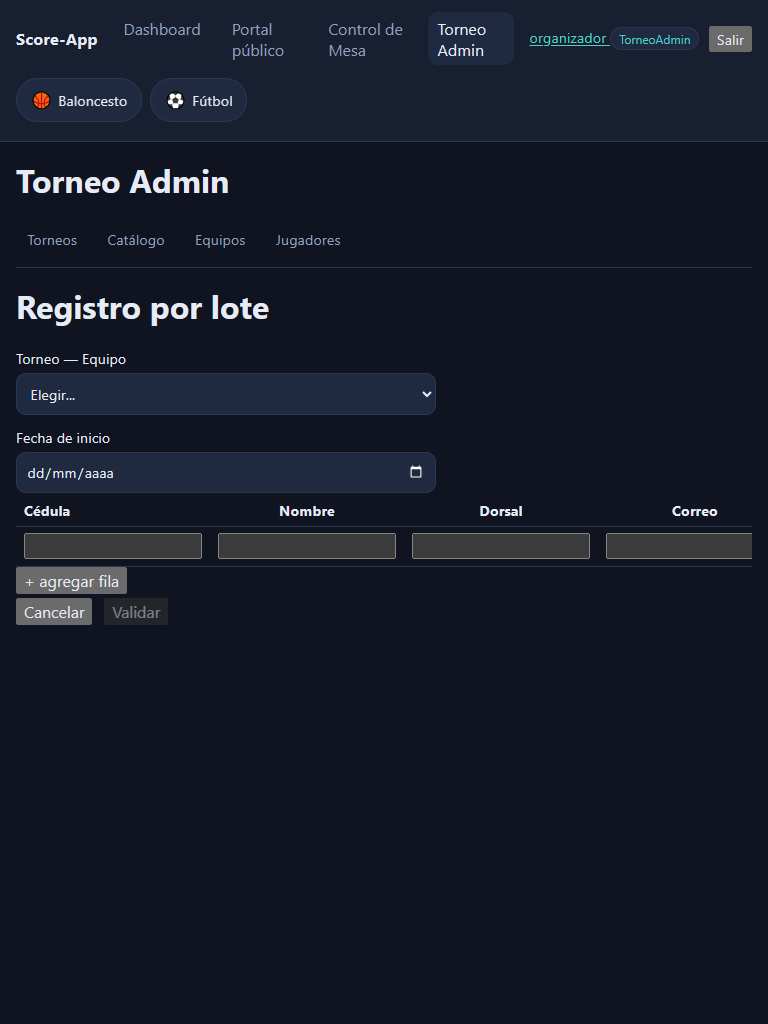 Score-App
Dashboard
Portal
público
Control de
Mesa
Torneo
Admin
organizador
TorneoAdmin
Salir
Baloncesto
Fútbol
Torneo Admin
Torneos
Catálogo
Equipos
Jugadores
Registro por lote
Torneo — Equipo
Elegir...
Fecha de inicio
dd/mm/aaaa
Cédula
Nombre
Dorsal
Correo
+ agregar fila
Cancelar
Validar